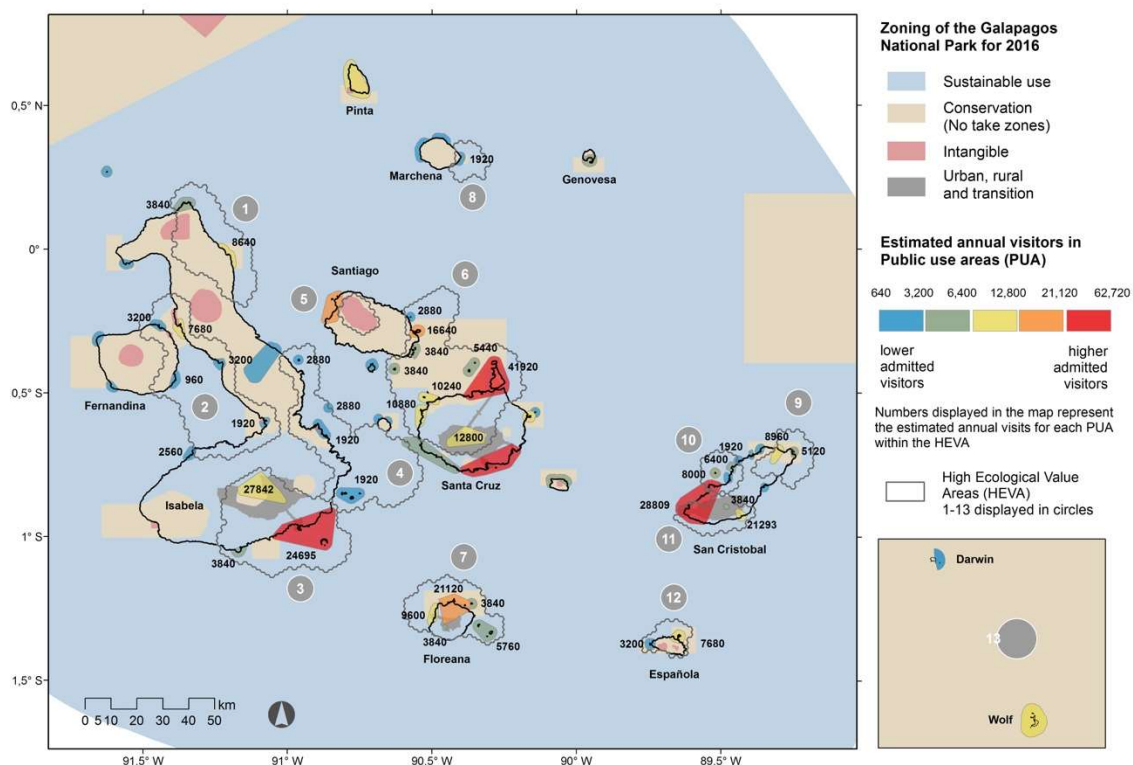 Zoning of the Galapagos
National Park for 2016
Sustainable use
Conservation
(No take zones)
Intangible
Urban, rural
and transition
Estimated annual visitors in
Public use areas (PUA)
640 3,200 6,400 12,800 21,120 62,720
lower
admitted
visitors
higher
admitted
visitors
Numbers displayed in the map represent
the estimated annual visits for each PUA
within the HEVA
High Ecological Value
Areas (HEVA)
1-13 displayed in circles
Darwin
13
Wolf
0,5° N
0°
0,5° S
1° S
1,5° S
91.5° W
91° W
90.5° W
90° W
89.5° W
0 5 10 20 30 40 50
km
Pinta
Marchena
1920
8
Genovesa
3840
1
8640
Santiago
5
6
2880
16640
3840
3840
5440
41920
10240
10880
12800
Santa Cruz
3200
7680
3200
960
Fernandina
2
1920
2560
2880
2880
1920
4
1920
27842
Isabela
24695
3840
3
7
21120
3840
9600
3840
5760
Floreana
9
10
1920
8960
5120
6400
8000
3840
28809
21293
11
San Cristobal
12
3200
7680
Española